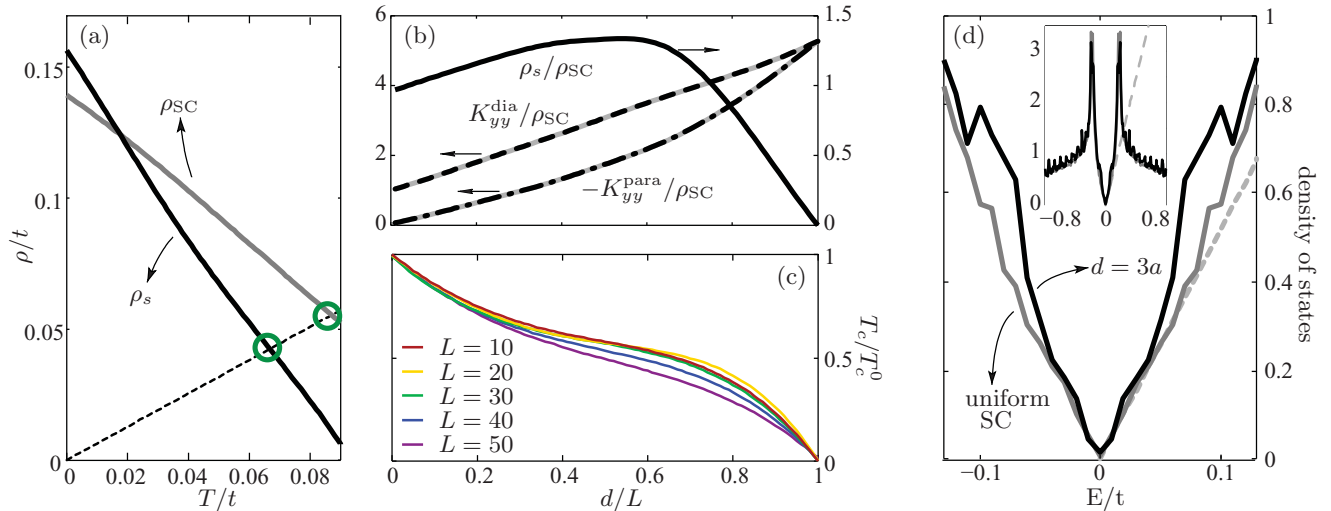 (a)
0.15
0.1
0.05
0
ρ/t
ρSC
ρs
0
0.02
0.04
0.06
0.08
T/t
(b)
6
4
2
0
1.5
1
0.5
0
ρs/ρSC
K^dia_yy/ρSC
−K^para_yy/ρSC
(c)
1
0.5
0
Tc/T^0_c
L = 10
L = 20
L = 30
L = 40
L = 50
0
0.2
0.4
0.6
0.8
1
d/L
(d)
3
2
1
0
−0.8
0
0.8
1
0.8
0.6
0.4
0.2
0
density of states
d = 3a
uniform
SC
−0.1
0
0.1
E/t